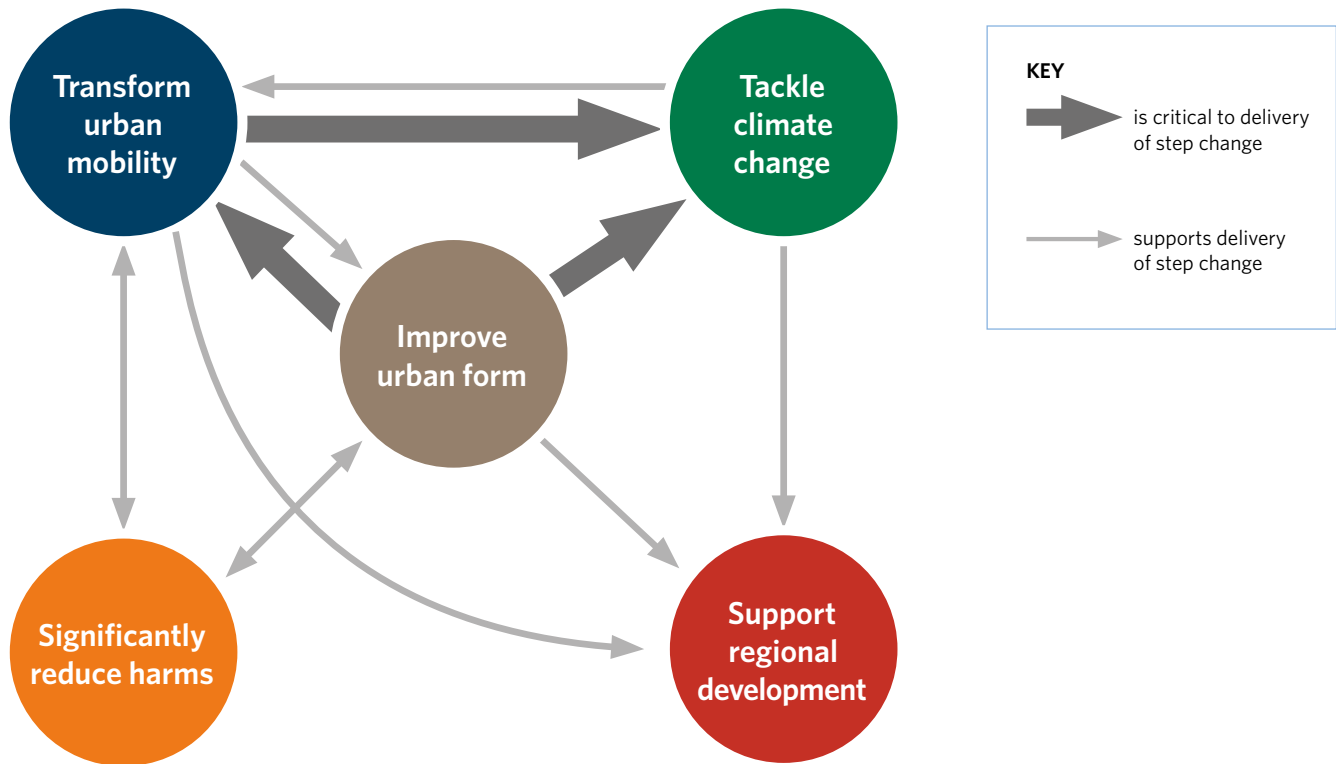 Transform
urban
mobility
Tackle
climate
change
KEY
is critical to delivery
of step change
supports delivery
of step change
Improve
urban form
Significantly
reduce harms
Support
regional
development